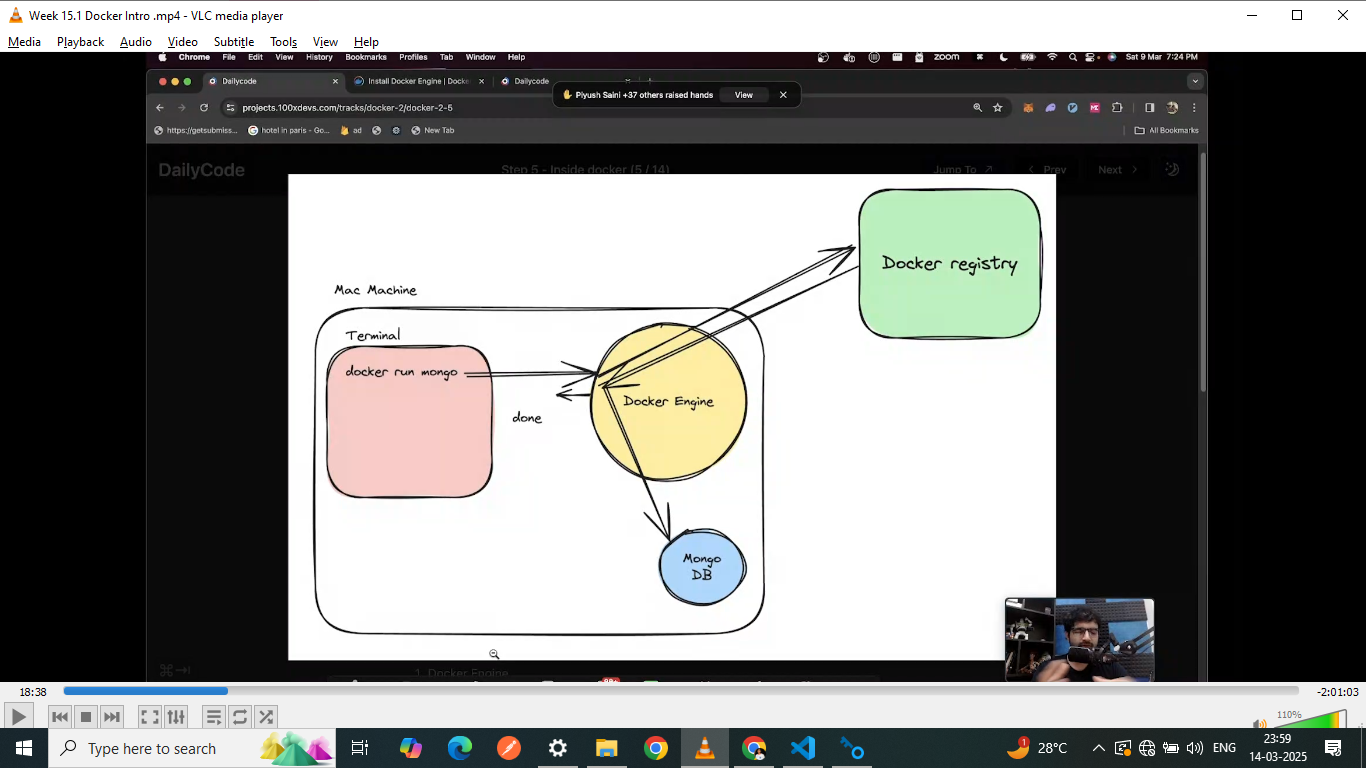 Week 15.1 Docker Intro .mp4 - VLC media player
Media Playback Audio Video Subtitle Tools View Help
Chrome File Edit View History Bookmarks Profiles Tab Window Help
zoom
Sat 9 Mar 7:24 PM
Dailycode
Install Docker Engine | Docke
Dailycode
Piyush Saini +37 others raised hands View
projects.100xdevs.com/tracks/docker-2/docker-2-5
https://getsubmiss...
hotel in paris - Go...
ad
New Tab
All Bookmarks
DailyCode
Step 5 - Inside docker (5 / 14)
Jump To
Prev
Next
Docker registry
Mac Machine
Terminal
docker run mongo
Docker Engine
done
Mongo
DB
1. Docker Engine
18:38
-2:01:03
110%
Type here to search
1
28°C
ENG
23:59
14-03-2025